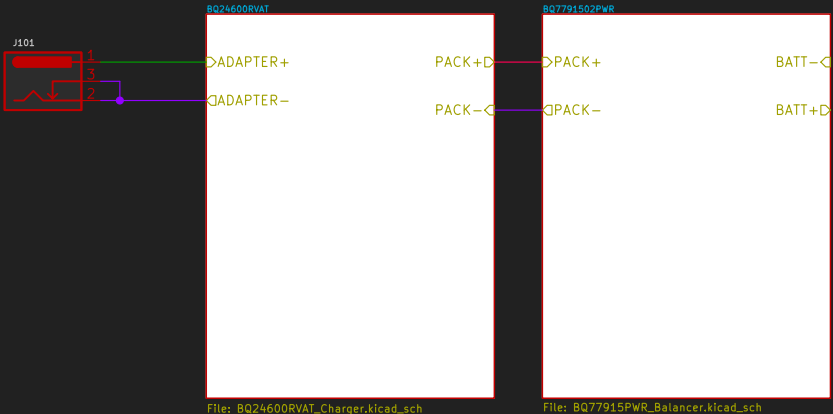 BQ24600RVAT
BQ7791502PWR
J101
1
3
2
ADAPTER+
ADAPTER-
PACK+
PACK-
PACK+
PACK-
BATT-
BATT+
File: BQ24600RVAT_Charger.kicad_sch
File: BQ77915PWR_Balancer.kicad_sch